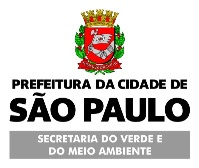 PREFEITURA DA CIDADE DE
SÃO PAULO
SECRETARIA DO VERDE E
DO MEIO AMBIENTE